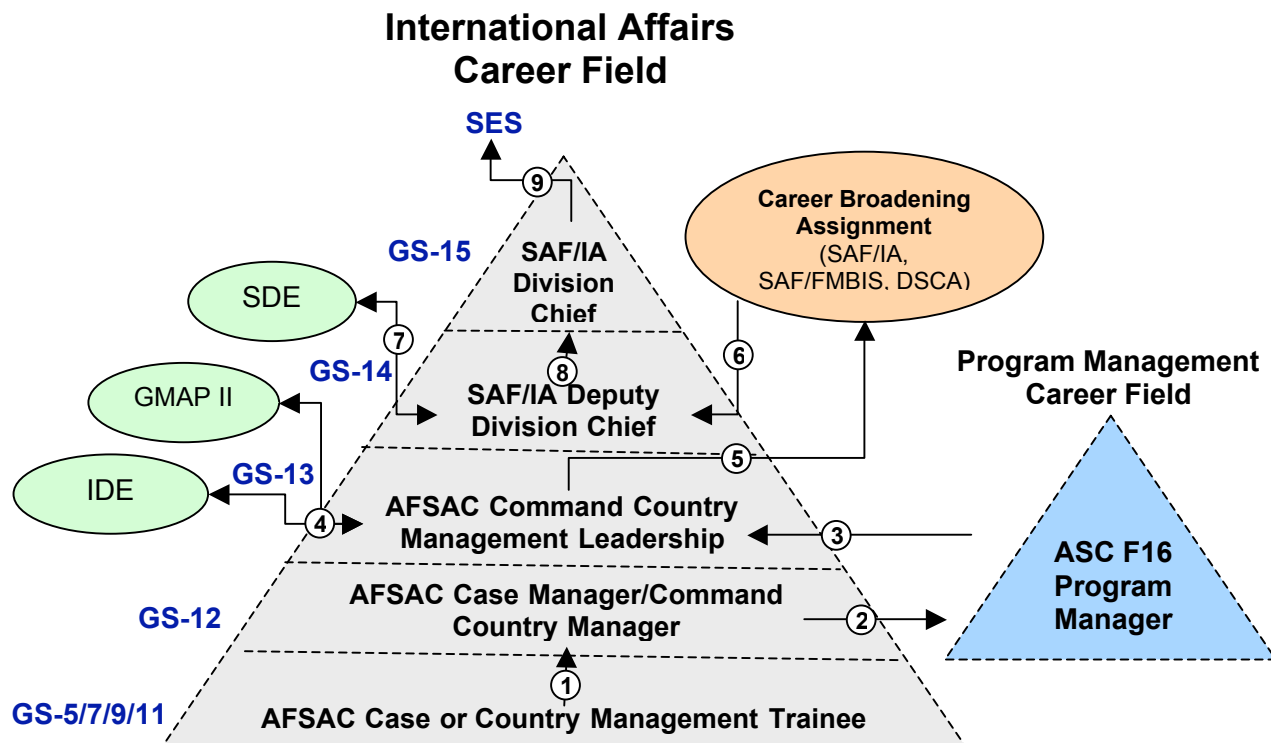 International Affairs
Career Field
SES
9
Career Broadening
Assignment
(SAF/IA,
SAF/FMBIS, DSCA)
GS-15
SAF/IA
Division
Chief
SDE
7
8
6
GS-14
Program Management
Career Field
GMAP II
SAF/IA Deputy
Division Chief
5
GS-13
IDE
AFSAC Command Country
Management Leadership
4
3
ASC F16
Program
Manager
AFSAC Case Manager/Command
Country Manager
GS-12
2
1
GS-5/7/9/11
AFSAC Case or Country Management Trainee